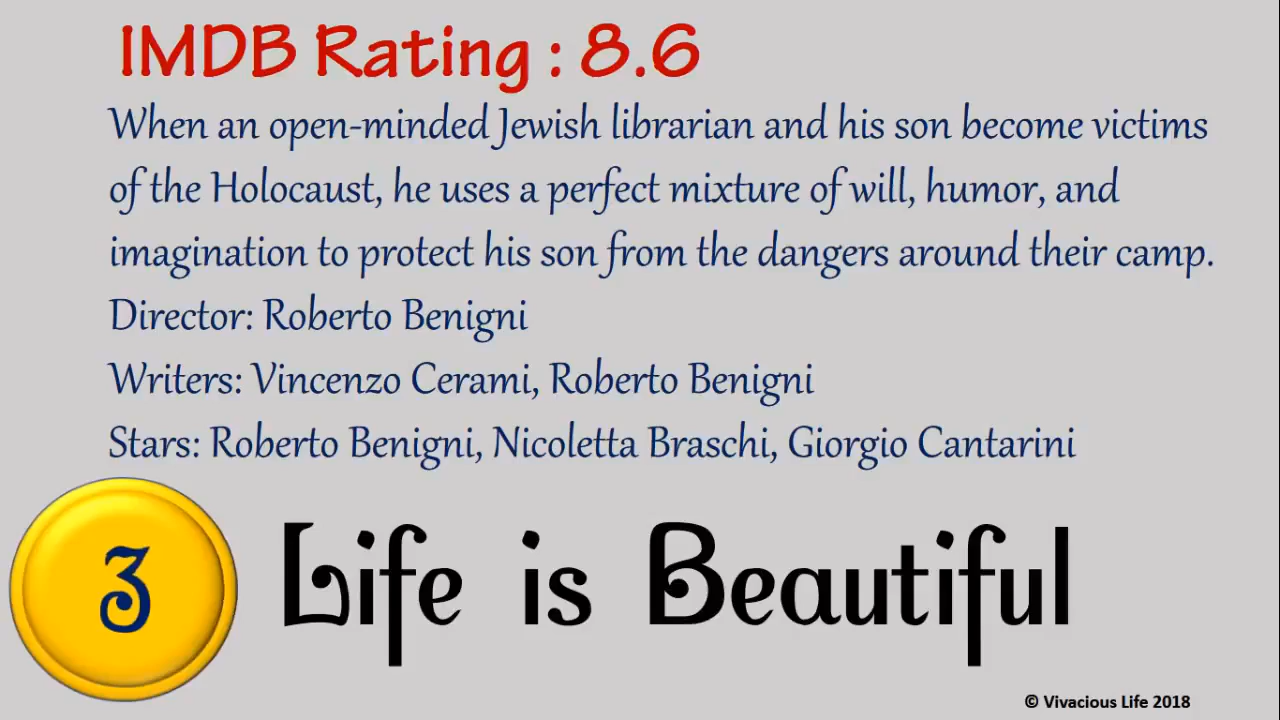 IMDB Rating : 8.6
When an open-minded Jewish librarian and his son become victims
of the Holocaust, he uses a perfect mixture of will, humor, and
imagination to protect his son from the dangers around their camp.
Director: Roberto Benigni
Writers: Vincenzo Cerami, Roberto Benigni
Stars: Roberto Benigni, Nicoletta Braschi, Giorgio Cantarini
3
Life is Beautiful
© Vivacious Life 2018